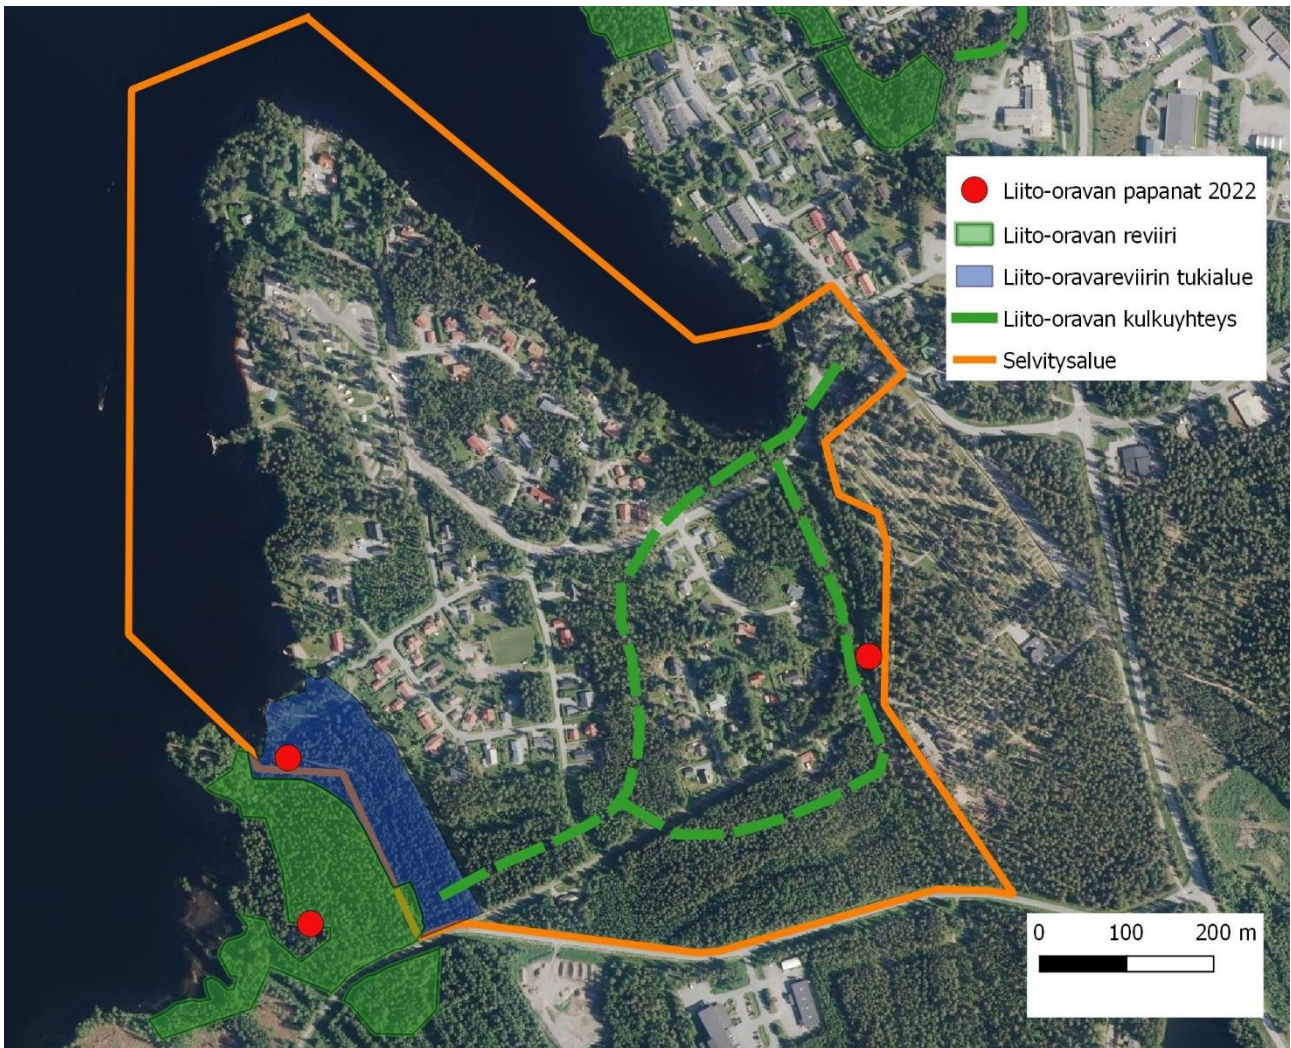 Liito-oravan papanat 2022
Liito-oravan reviiri
Liito-oravareviirin tukialue
Liito-oravan kulkuyhteys
Selvitysalue
0 100 200 m